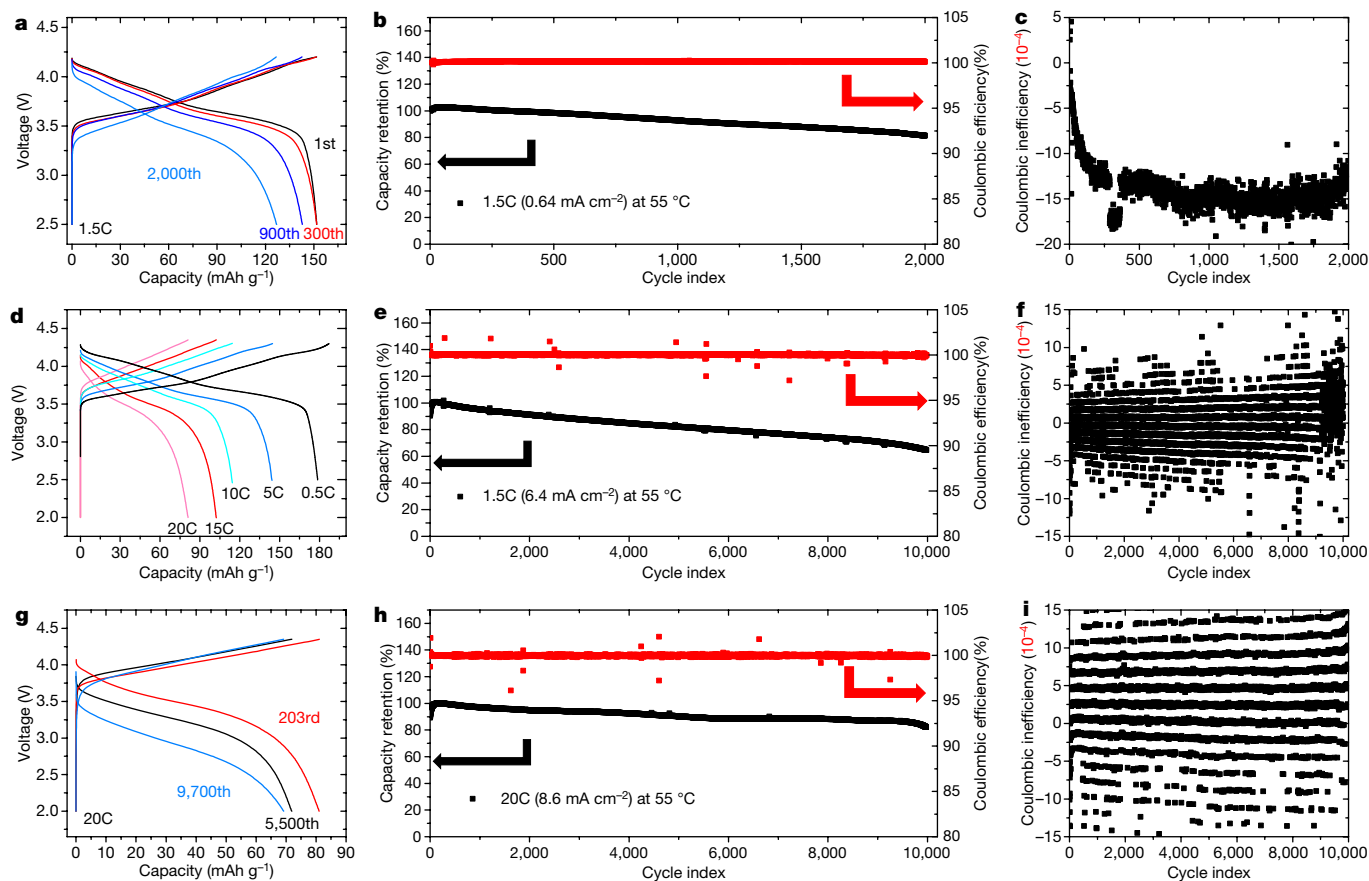 a
4.5
4.0
3.5
3.0
2.5
Voltage (V)
1st
2,000th
1.5C
900th
300th
0 30 60 90 120 150
Capacity (mAh g⁻¹)
b
160
140
120
100
80
60
40
20
0
Capacity retention (%)
105
100
95
90
85
80
Coulombic efficiency(%)
1.5C (0.64 mA cm⁻²) at 55 °C
0 500 1,000 1,500 2,000
Cycle index
c
5
0
−5
−10
−15
−20
Coulombic inefficiency (10⁻⁴)
0 500 1,000 1,500 2,000
Cycle index
d
4.5
4.0
3.5
3.0
2.5
2.0
Voltage (V)
10C 5C 0.5C
20C 15C
0 30 60 90 120 150 180
Capacity (mAh g⁻¹)
e
160
140
120
100
80
60
40
20
0
Capacity retention (%)
105
100
95
90
85
80
Coulombic efficiency(%)
1.5C (6.4 mA cm⁻²) at 55 °C
0 2,000 4,000 6,000 8,000 10,000
Cycle index
f
15
10
5
0
−5
−10
−15
Coulombic inefficiency (10⁻⁴)
0 2,000 4,000 6,000 8,000 10,000
Cycle index
g
4.5
4.0
3.5
3.0
2.5
2.0
Voltage (V)
203rd
9,700th
20C
5,500th
0 10 20 30 40 50 60 70 80 90
Capacity (mAh g⁻¹)
h
160
140
120
100
80
60
40
20
0
Capacity retention (%)
105
100
95
90
85
80
Coulombic efficiency(%)
20C (8.6 mA cm⁻²) at 55 °C
0 2,000 4,000 6,000 8,000 10,000
Cycle index
i
15
10
5
0
−5
−10
−15
Coulombic inefficiency (10⁻⁴)
0 2,000 4,000 6,000 8,000 10,000
Cycle index